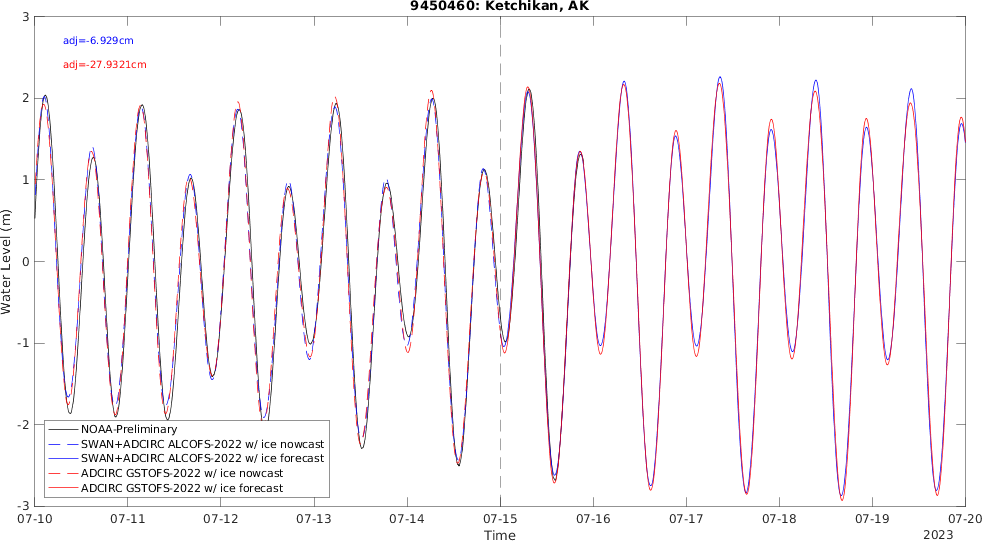 9450460: Ketchikan, AK
adj=-6.929cm
adj=-27.9321cm
3
2
1
0
-1
-2
-3
Water Level (m)
NOAA-Preliminary
SWAN+ADCIRC ALCOFS-2022 w/ ice nowcast
SWAN+ADCIRC ALCOFS-2022 w/ ice forecast
ADCIRC GSTOFS-2022 w/ ice nowcast
ADCIRC GSTOFS-2022 w/ ice forecast
07-10 07-11 07-12 07-13 07-14 07-15 07-16 07-17 07-18 07-19 07-20
Time
2023